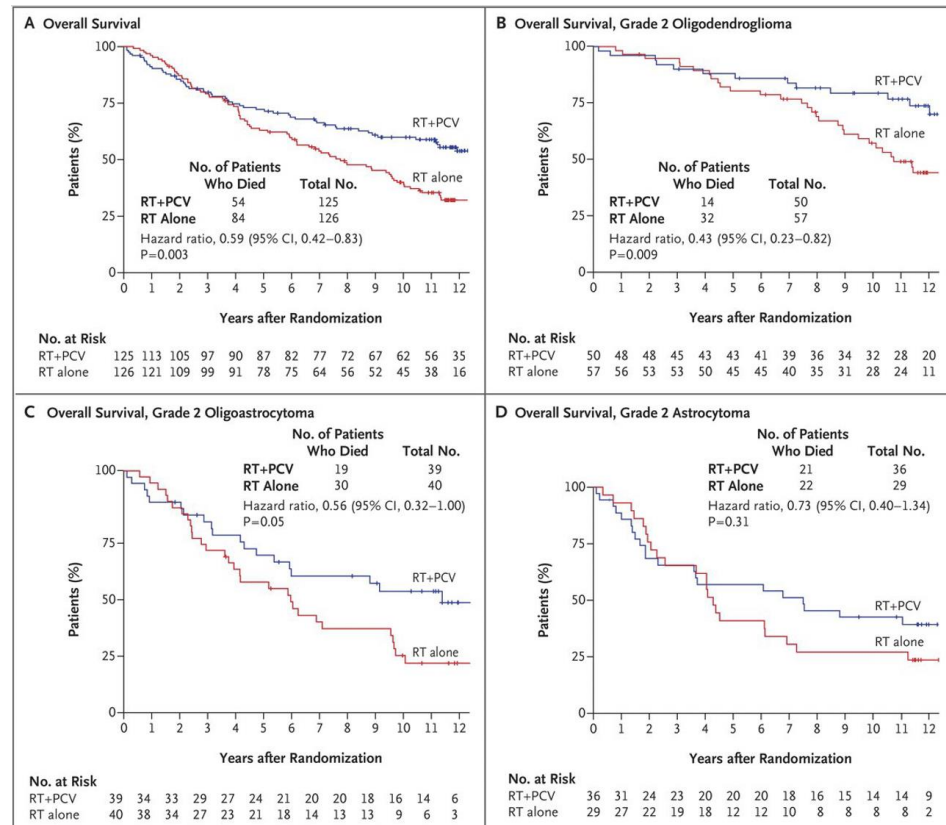 A Overall Survival
100
75
50
25
0
Patients (%)
RT+PCV
RT alone
No. of Patients
Who Died Total No.
RT+PCV 54 125
RT Alone 84 126
Hazard ratio, 0.59 (95% CI, 0.42–0.83)
P=0.003
0 1 2 3 4 5 6 7 8 9 10 11 12
Years after Randomization
No. at Risk
RT+PCV 125 113 105 97 90 87 82 77 72 67 62 56 35
RT alone 126 121 109 99 91 78 75 64 56 52 45 38 16
B Overall Survival, Grade 2 Oligodendroglioma
100
75
50
25
0
Patients (%)
RT+PCV
RT alone
No. of Patients
Who Died Total No.
RT+PCV 14 50
RT Alone 32 57
Hazard ratio, 0.43 (95% CI, 0.23–0.82)
P=0.009
0 1 2 3 4 5 6 7 8 9 10 11 12
Years after Randomization
No. at Risk
RT+PCV 50 48 48 45 43 43 41 39 36 34 32 28 20
RT alone 57 56 53 53 50 45 45 40 35 31 28 24 11
C Overall Survival, Grade 2 Oligoastrocytoma
No. of Patients
Who Died Total No.
RT+PCV 19 39
RT Alone 30 40
Hazard ratio, 0.56 (95% CI, 0.32–1.00)
P=0.05
100
75
50
25
0
Patients (%)
RT+PCV
RT alone
0 1 2 3 4 5 6 7 8 9 10 11 12
Years after Randomization
No. at Risk
RT+PCV 39 34 33 29 27 24 21 20 20 18 16 14 6
RT alone 40 38 34 27 23 21 18 14 13 13 9 6 3
D Overall Survival, Grade 2 Astrocytoma
No. of Patients
Who Died Total No.
RT+PCV 21 36
RT Alone 22 29
Hazard ratio, 0.73 (95% CI, 0.40–1.34)
P=0.31
100
75
50
25
0
Patients (%)
RT+PCV
RT alone
0 1 2 3 4 5 6 7 8 9 10 11 12
Years after Randomization
No. at Risk
RT+PCV 36 31 24 23 20 20 20 18 16 15 14 14 9
RT alone 29 27 22 19 18 12 12 10 8 8 8 8 2